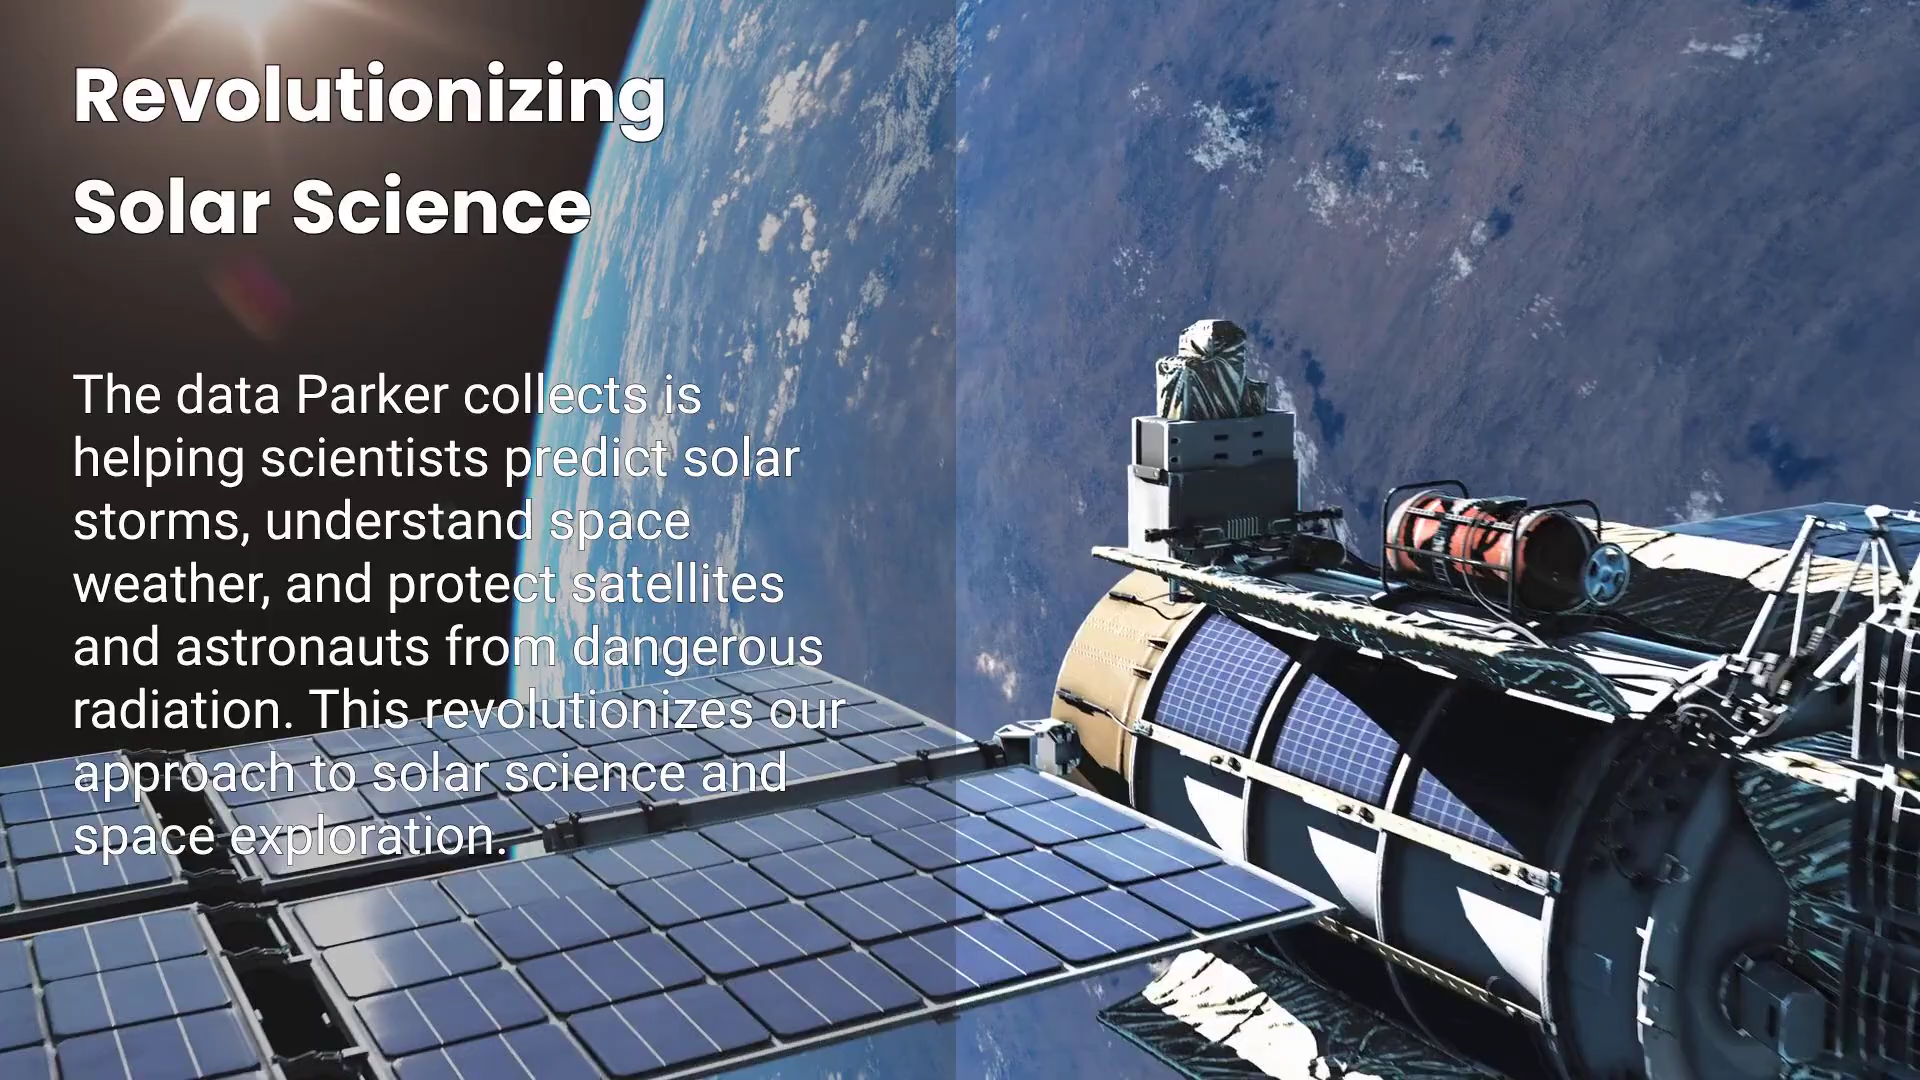 Revolutionizing
Solar Science
The data Parker collects is
helping scientists predict solar
storms, understand space
weather, and protect satellites
and astronauts from dangerous
radiation. This revolutionizes our
approach to solar science and
space exploration.